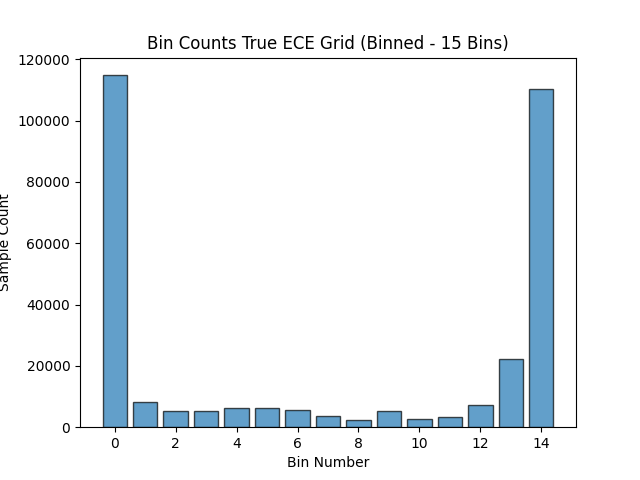 Bin Counts True ECE Grid (Binned - 15 Bins)
120000
100000
80000
60000
40000
20000
0
Sample Count
0 2 4 6 8 10 12 14
Bin Number